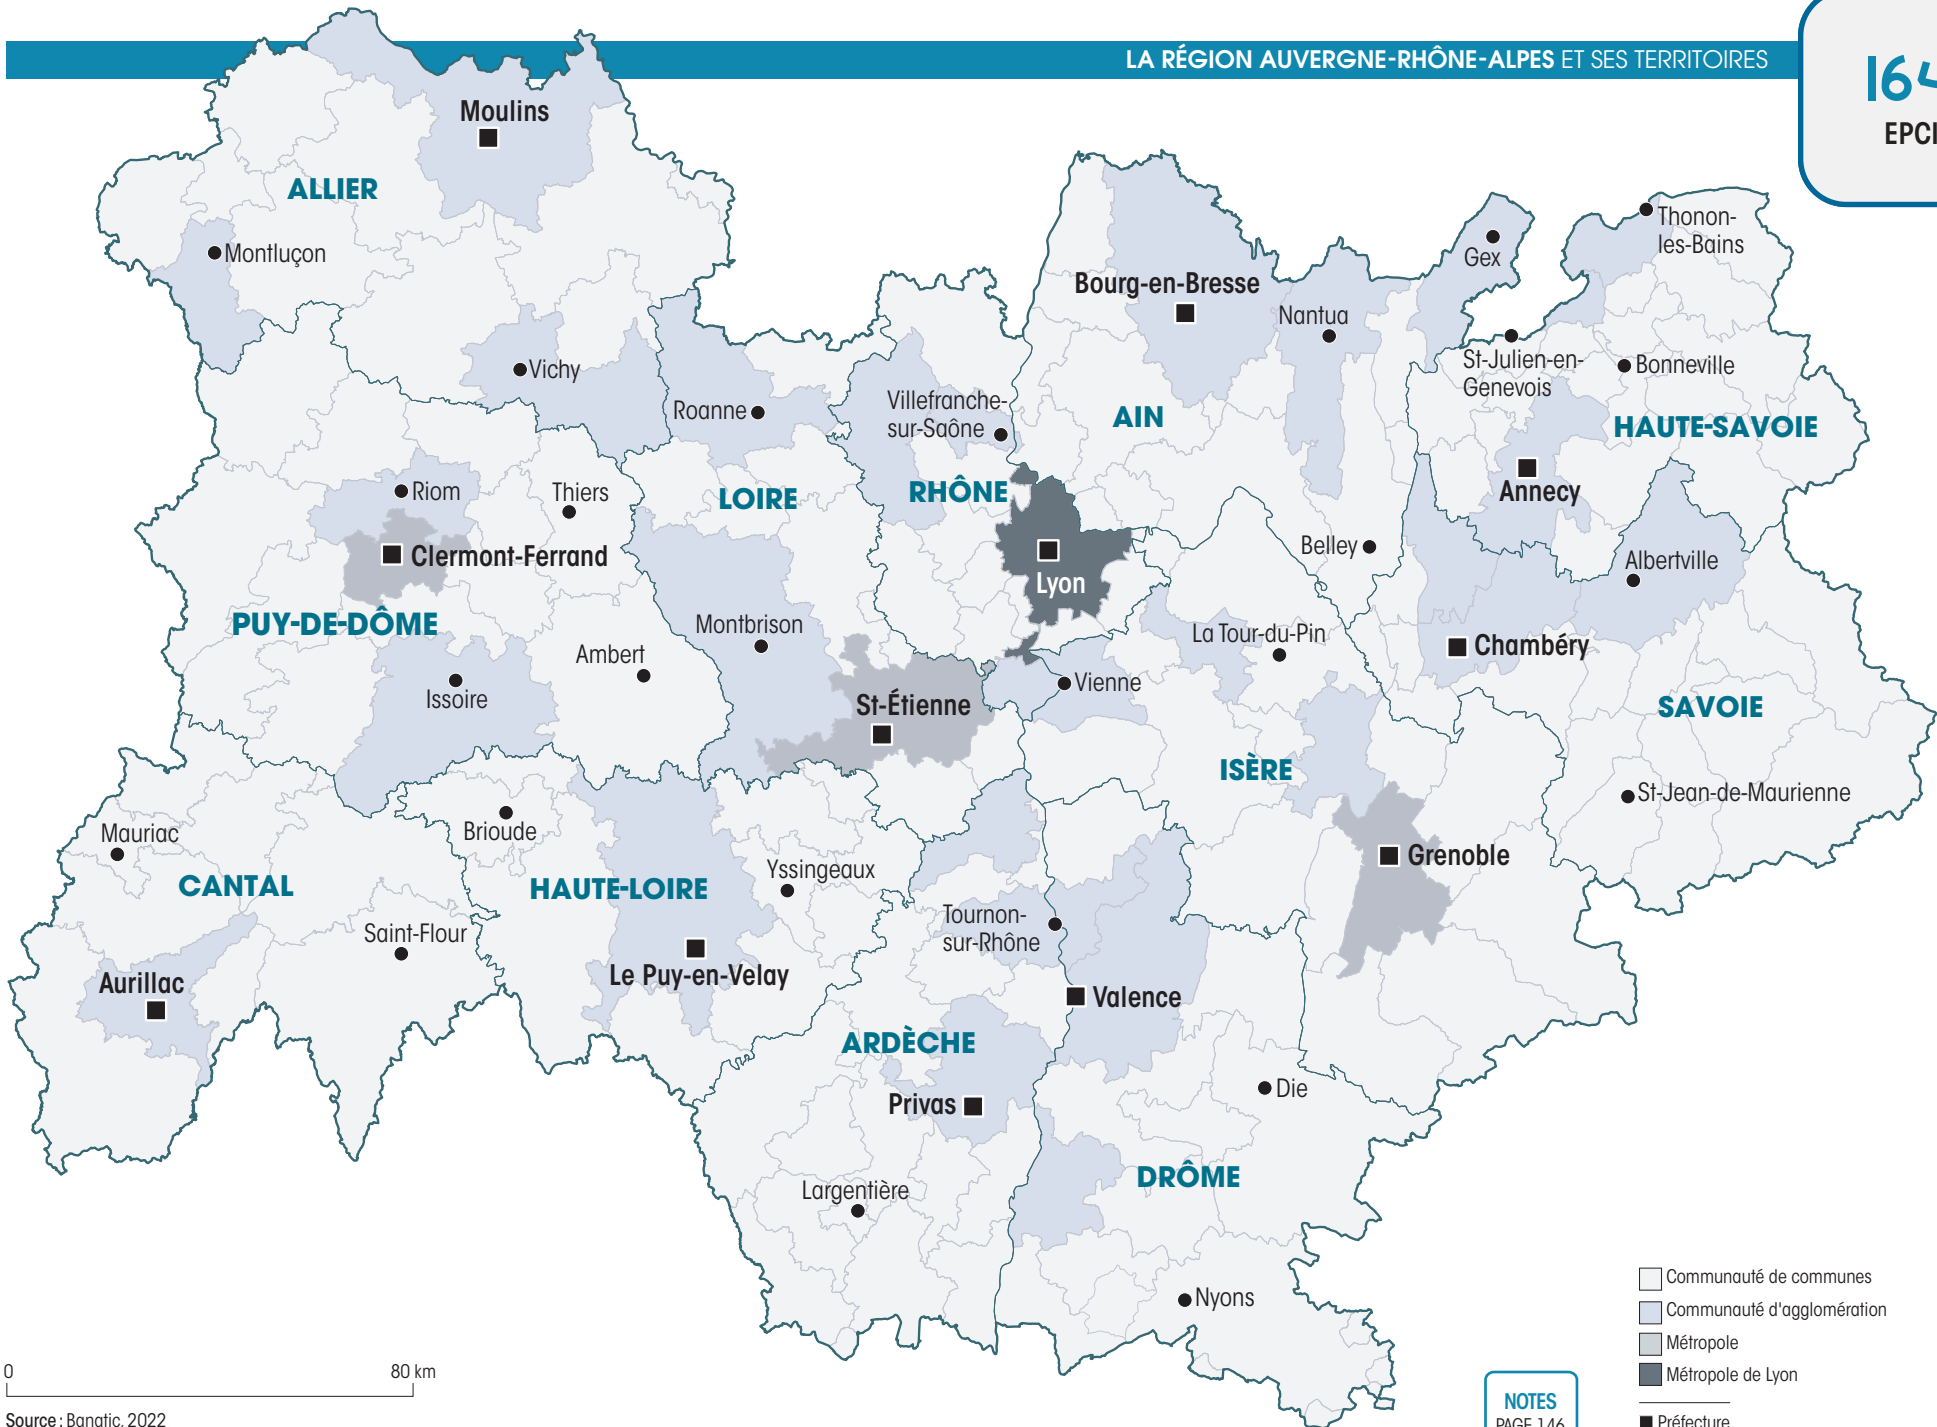 LA RÉGION AUVERGNE-RHÔNE-ALPES ET SES TERRITOIRES
164
EPCI
Moulins
ALLIER
Montluçon
Vichy
Thonon-
les-Bains
Gex
Bourg-en-Bresse
Nantua
St-Julien-en-
Genevois
Bonneville
Roanne
Villefranche-
sur-Saône
AIN
HAUTE-SAVOIE
Riom
Thiers
LOIRE
RHÔNE
Annecy
Clermont-Ferrand
Lyon
Belley
Albertville
PUY-DE-DÔME
Montbrison
La Tour-du-Pin
Chambéry
Ambert
Issoire
Vienne
St-Étienne
SAVOIE
ISÈRE
St-Jean-de-Maurienne
Mauriac
Brioude
Grenoble
CANTAL
HAUTE-LOIRE
Yssingeaux
Saint-Flour
Tournon-
sur-Rhône
Aurillac
Le Puy-en-Velay
Valence
ARDÈCHE
Die
Privas
DRÔME
Largentière
Nyons
Communauté de communes
Communauté d'agglomération
Métropole
Métropole de Lyon
Préfecture
NOTES
PAGE 146
0 80 km
Source : Banatic, 2022